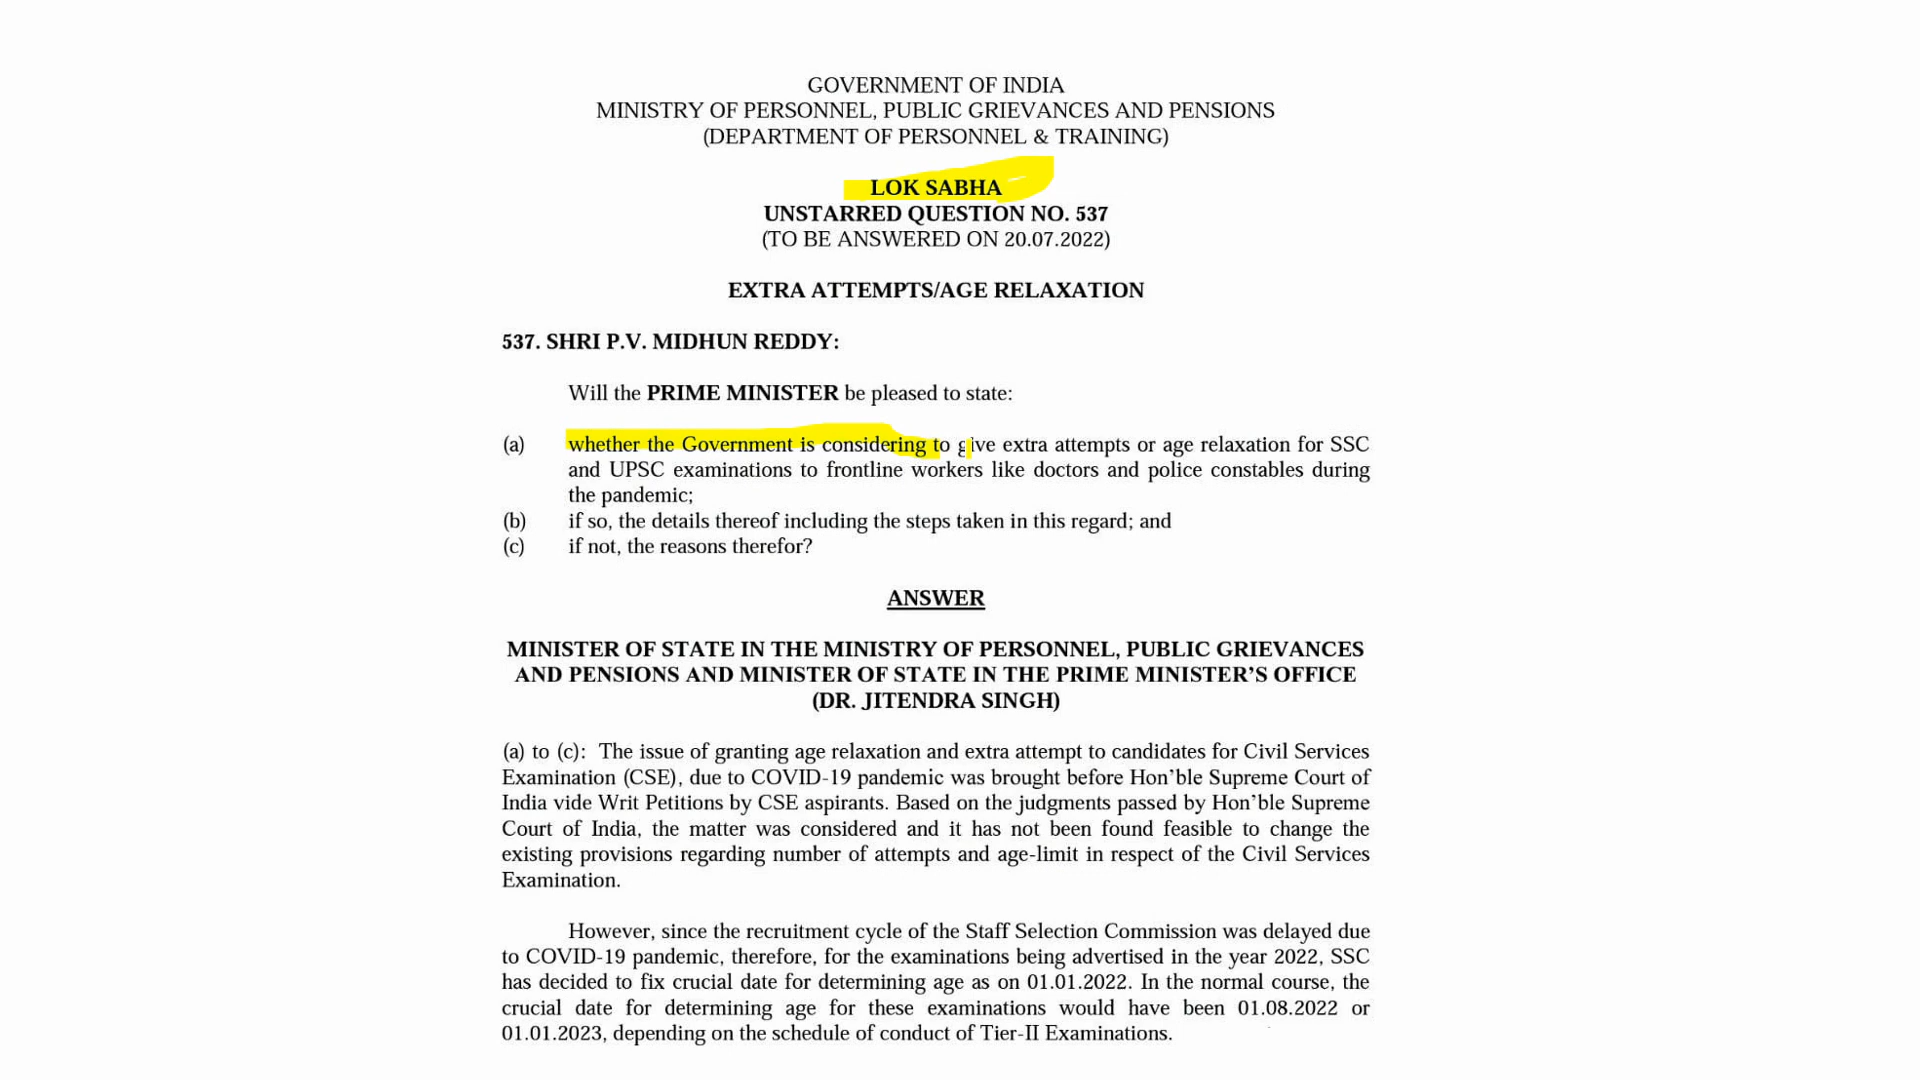 GOVERNMENT OF INDIA
MINISTRY OF PERSONNEL, PUBLIC GRIEVANCES AND PENSIONS
(DEPARTMENT OF PERSONNEL & TRAINING)
LOK SABHA
UNSTARRED QUESTION NO. 537
(TO BE ANSWERED ON 20.07.2022)
EXTRA ATTEMPTS/AGE RELAXATION
537. SHRI P.V. MIDHUN REDDY:
Will the PRIME MINISTER be pleased to state:
(a) whether the Government is considering to give extra attempts or age relaxation for SSC
and UPSC examinations to frontline workers like doctors and police constables during
the pandemic;
(b) if so, the details thereof including the steps taken in this regard; and
(c) if not, the reasons therefor?
ANSWER
MINISTER OF STATE IN THE MINISTRY OF PERSONNEL, PUBLIC GRIEVANCES
AND PENSIONS AND MINISTER OF STATE IN THE PRIME MINISTER’S OFFICE
(DR. JITENDRA SINGH)
(a) to (c): The issue of granting age relaxation and extra attempt to candidates for Civil Services
Examination (CSE), due to COVID-19 pandemic was brought before Hon’ble Supreme Court of
India vide Writ Petitions by CSE aspirants. Based on the judgments passed by Hon’ble Supreme
Court of India, the matter was considered and it has not been found feasible to change the
existing provisions regarding number of attempts and age-limit in respect of the Civil Services
Examination.
However, since the recruitment cycle of the Staff Selection Commission was delayed due
to COVID-19 pandemic, therefore, for the examinations being advertised in the year 2022, SSC
has decided to fix crucial date for determining age as on 01.01.2022. In the normal course, the
crucial date for determining age for these examinations would have been 01.08.2022 or
01.01.2023, depending on the schedule of conduct of Tier-II Examinations.